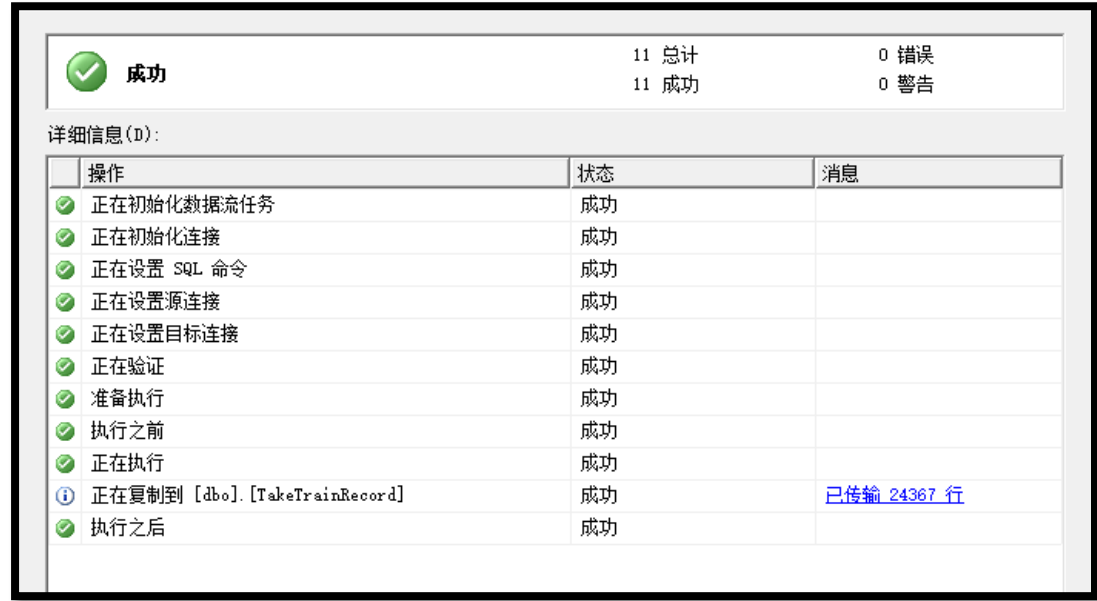 成功
11 总计
0 错误
11 成功
0 警告
详细信息(D):
操作 状态 消息
正在初始化数据流任务 成功
正在初始化连接 成功
正在设置 SQL 命令 成功
正在设置源连接 成功
正在设置目标连接 成功
正在验证 成功
准备执行 成功
执行之前 成功
正在执行 成功
正在复制到 [dbo].[TakeTrainRecord] 成功 已传输 24367 行
执行之后 成功